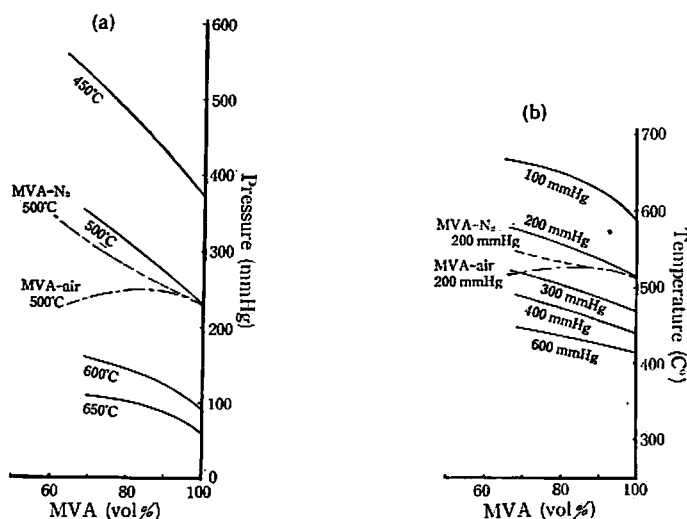 (a)
600
500
400
300
200
100
0
Pressure (mmHg)
450℃
MVA-N₂
500℃
500℃
MVA-air
500℃
600℃
650℃
60
80
100
MVA (vol%)
(b)
700
600
500
400
300
Temperature (C°)
100 mmHg
200 mmHg
MVA-N₂
200 mmHg
MVA-air
200 mmHg
300 mmHg
400 mmHg
600 mmHg
60
80
100
MVA (vol%)